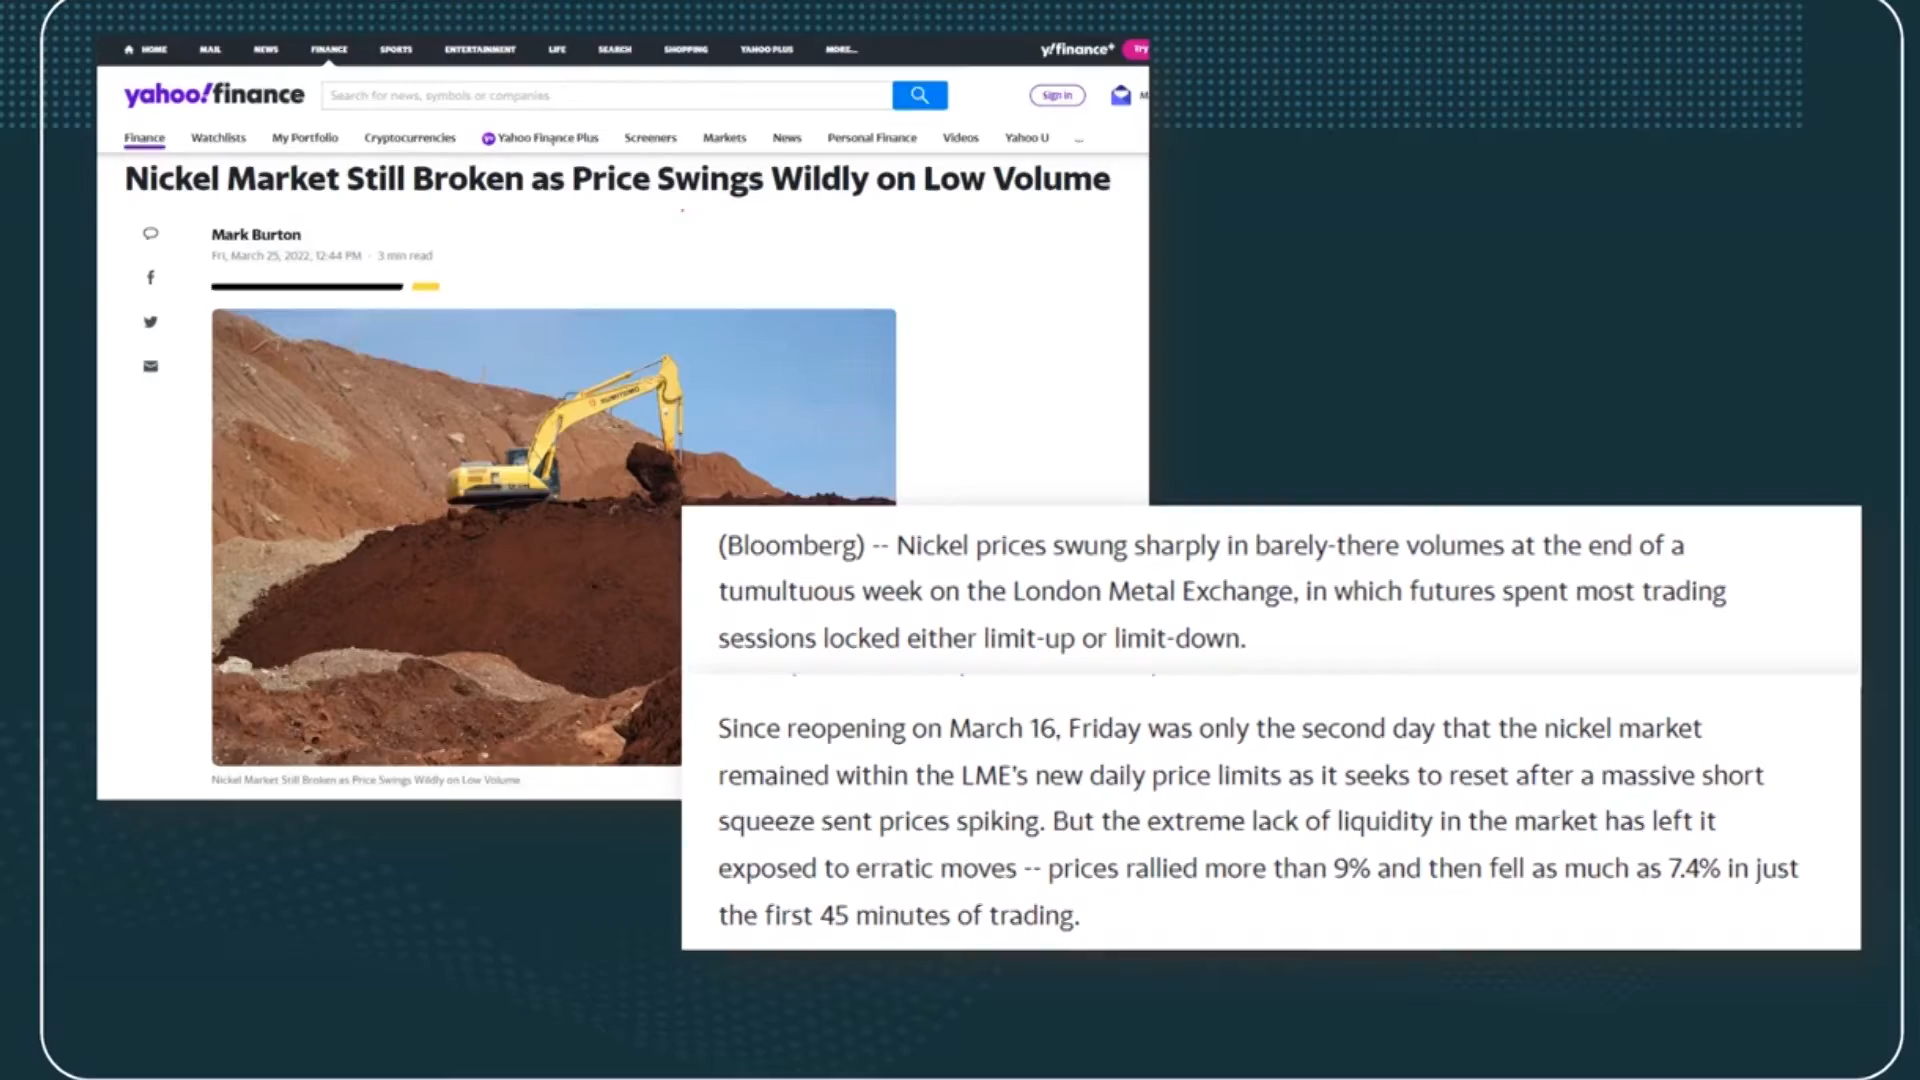 HOME MAIL NEWS FINANCE SPORTS ENTERTAINMENT LIFE SEARCH SHOPPING YAHOO PLUS MORE...
y!finance+ Try
yahoo!finance
Search for news, symbols or companies
Sign in
M
Finance Watchlists My Portfolio Cryptocurrencies Yahoo Finance Plus Screeners Markets News Personal Finance Videos Yahoo U ...
Nickel Market Still Broken as Price Swings Wildly on Low Volume
Mark Burton
Fri, March 25, 2022, 12:44 PM · 3 min read
SUMITOMO
(Bloomberg) -- Nickel prices swung sharply in barely-there volumes at the end of a
tumultuous week on the London Metal Exchange, in which futures spent most trading
sessions locked either limit-up or limit-down.
Since reopening on March 16, Friday was only the second day that the nickel market
remained within the LME's new daily price limits as it seeks to reset after a massive short
squeeze sent prices spiking. But the extreme lack of liquidity in the market has left it
exposed to erratic moves -- prices rallied more than 9% and then fell as much as 7.4% in just
the first 45 minutes of trading.
Nickel Market Still Broken as Price Swings Wildly on Low Volume